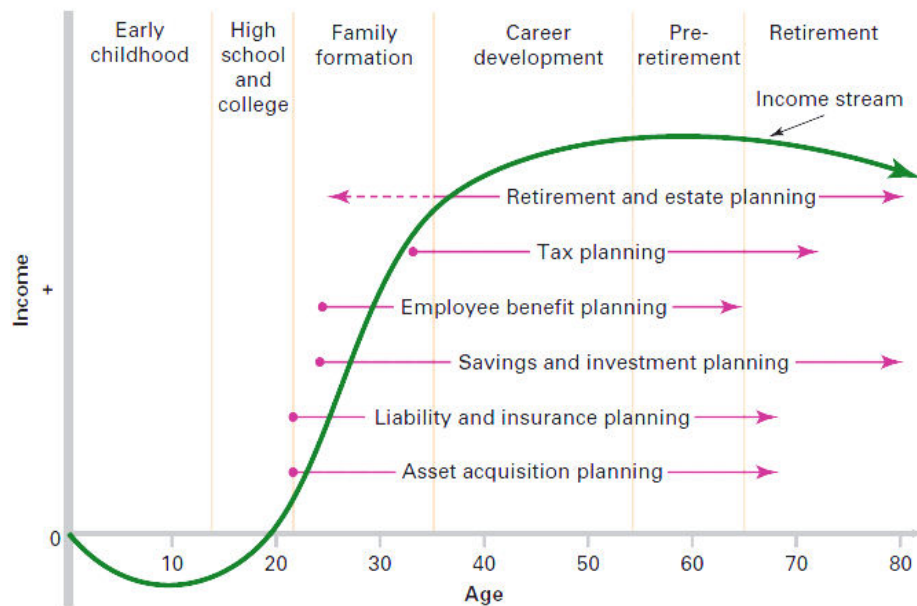 Early
childhood
High
school
and
college
Family
formation
Career
development
Pre-
retirement
Retirement
Income stream
Retirement and estate planning
Tax planning
Employee benefit planning
Savings and investment planning
Liability and insurance planning
Asset acquisition planning
Income
+
0
10 20 30 40 50 60 70 80
Age